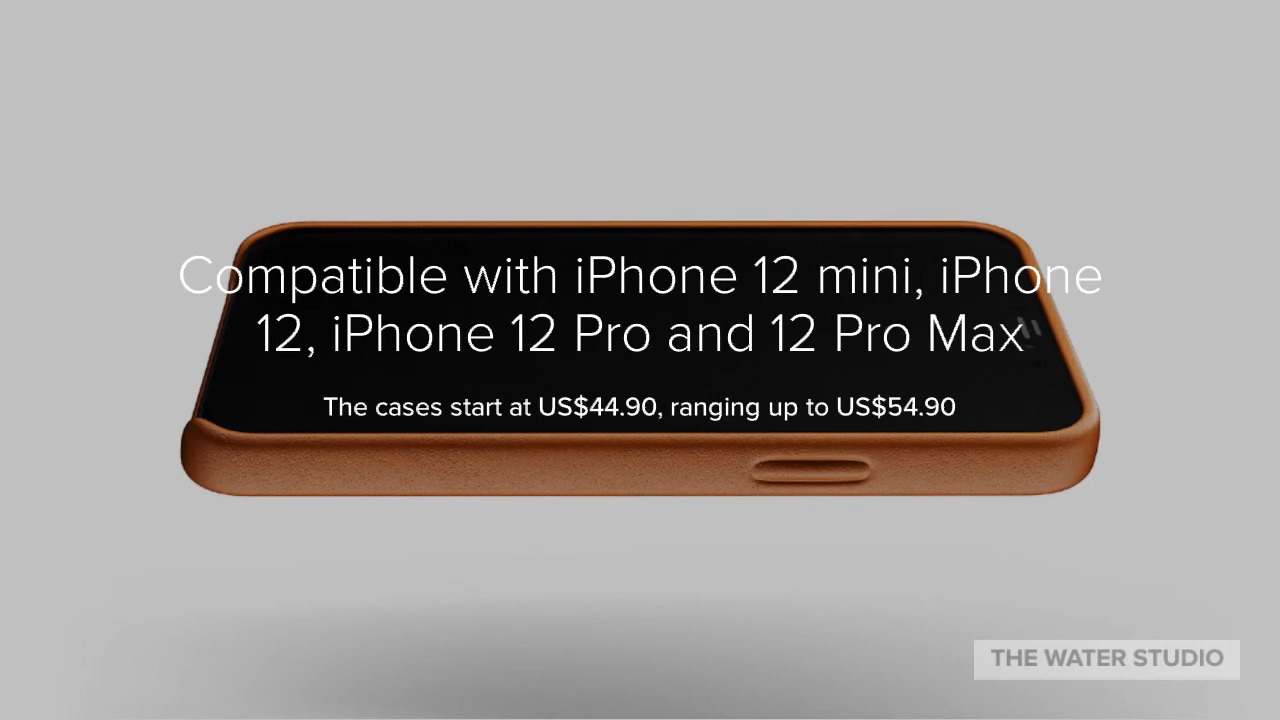 Compatible with iPhone 12 mini, iPhone
12, iPhone 12 Pro and 12 Pro Max
The cases start at US$44.90, ranging up to US$54.90
THE WATER STUDIO